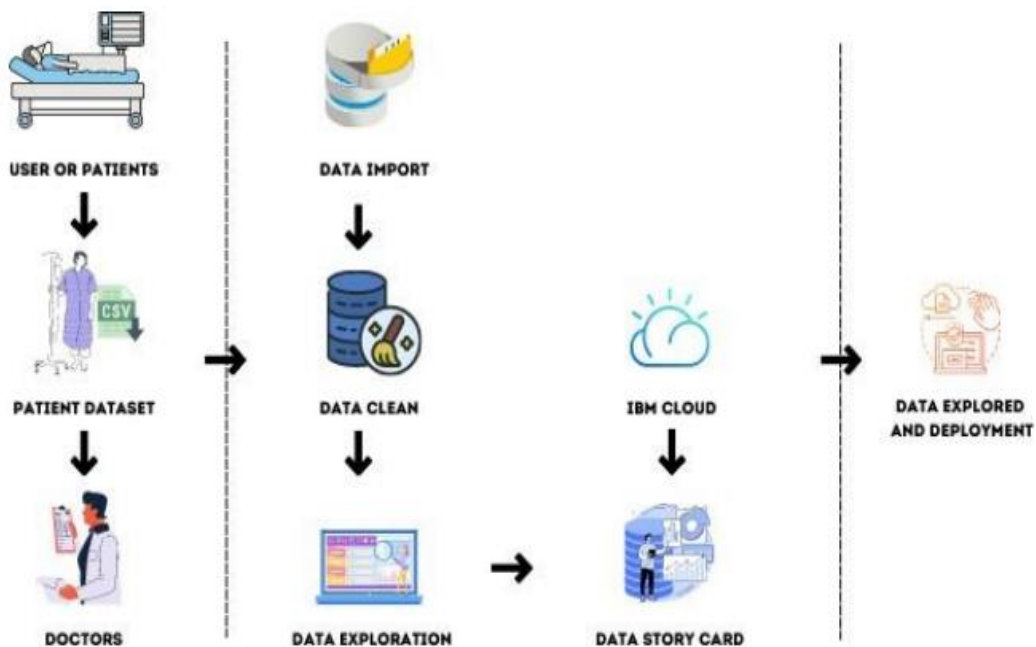 USER OR PATIENTS
DATA IMPORT
CSV
PATIENT DATASET
DATA CLEAN
IBM CLOUD
DATA EXPLORED
AND DEPLOYMENT
DOCTORS
DATA EXPLORATION
DATA STORY CARD